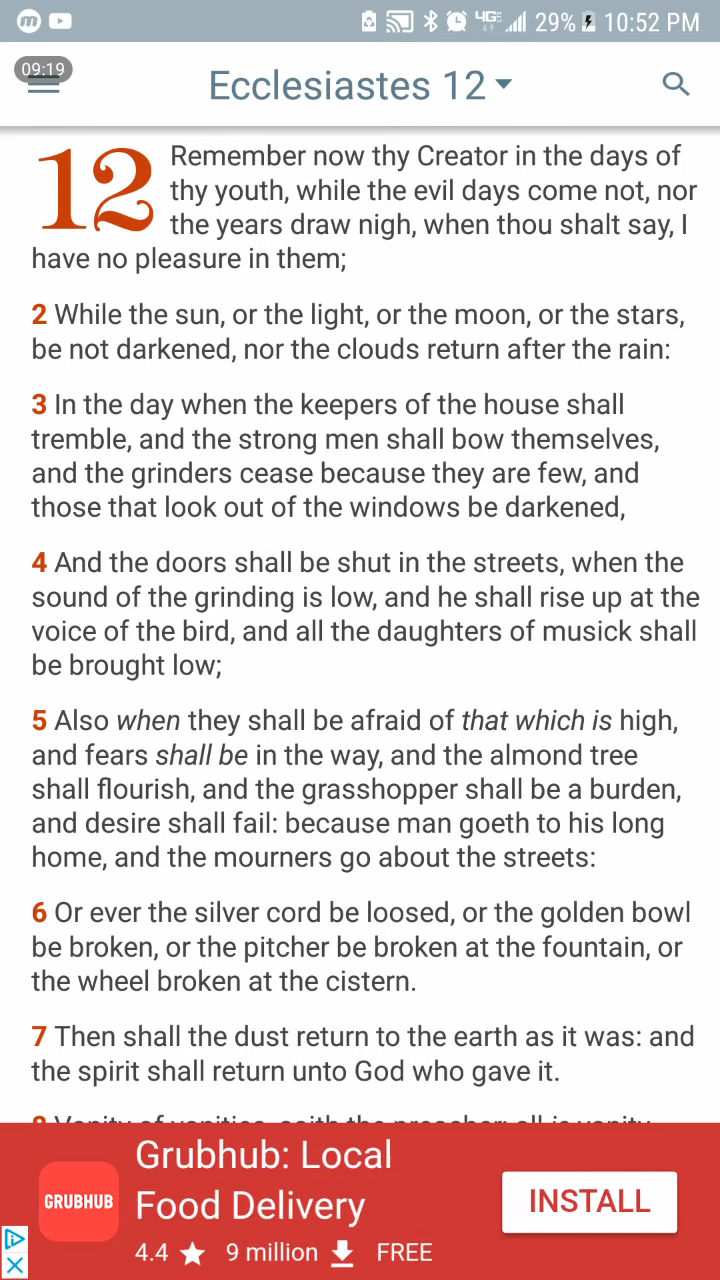 29% 10:52 PM
09:19
Ecclesiastes 12
12 Remember now thy Creator in the days of
thy youth, while the evil days come not, nor
the years draw nigh, when thou shalt say, I
have no pleasure in them;
2 While the sun, or the light, or the moon, or the stars,
be not darkened, nor the clouds return after the rain:
3 In the day when the keepers of the house shall
tremble, and the strong men shall bow themselves,
and the grinders cease because they are few, and
those that look out of the windows be darkened,
4 And the doors shall be shut in the streets, when the
sound of the grinding is low, and he shall rise up at the
voice of the bird, and all the daughters of musick shall
be brought low;
5 Also when they shall be afraid of that which is high,
and fears shall be in the way, and the almond tree
shall flourish, and the grasshopper shall be a burden,
and desire shall fail: because man goeth to his long
home, and the mourners go about the streets:
6 Or ever the silver cord be loosed, or the golden bowl
be broken, or the pitcher be broken at the fountain, or
the wheel broken at the cistern.
7 Then shall the dust return to the earth as it was: and
the spirit shall return unto God who gave it.
8 Vanity of vanities, saith the preacher; all is vanity.
GRUBHUB
Grubhub: Local
Food Delivery
4.4 ★ 9 million FREE
INSTALL